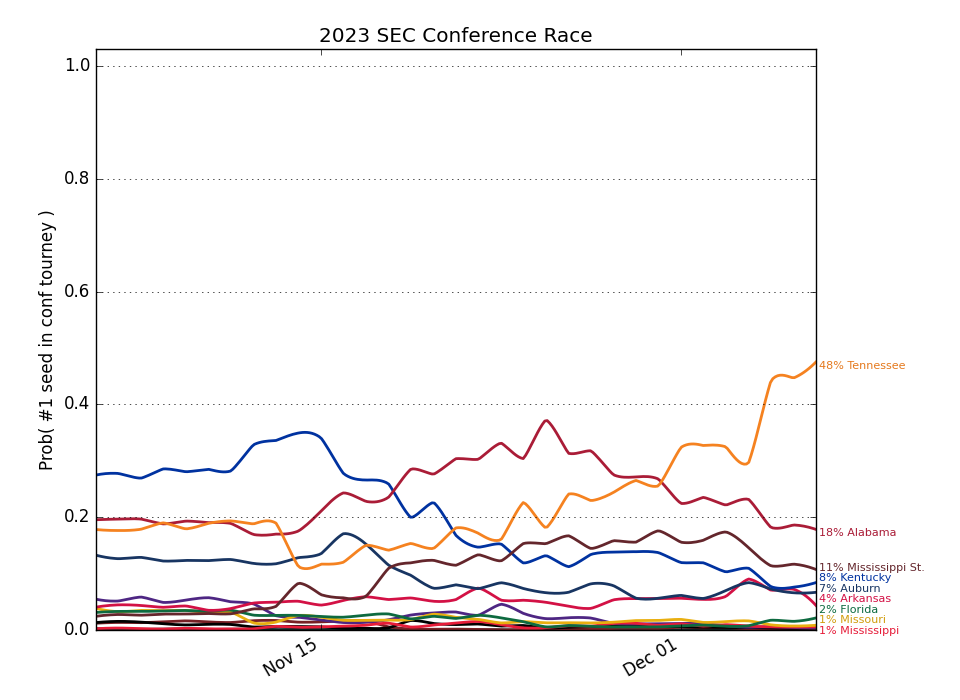 2023 SEC Conference Race
Prob( #1 seed in conf tourney )
1.0
0.8
0.6
0.4
0.2
0.0
Nov 15
Dec 01
48% Tennessee
18% Alabama
11% Mississippi St.
8% Kentucky
7% Auburn
4% Arkansas
2% Florida
1% Missouri
1% Mississippi